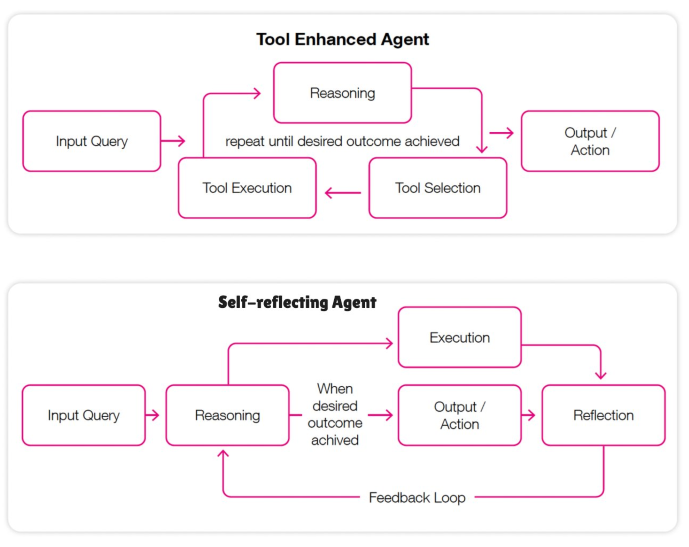 Tool Enhanced Agent
Reasoning
Input Query
repeat until desired outcome achieved
Output /
Action
Tool Execution
Tool Selection
Self-reflecting Agent
Execution
Input Query
Reasoning
When
desired
outcome
achived
Output /
Action
Reflection
Feedback Loop